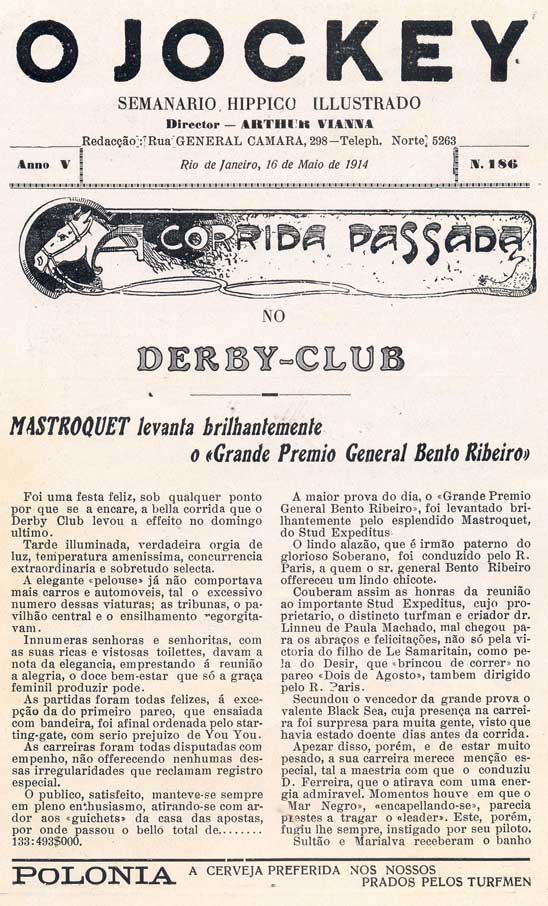 O JOCKEY
SEMANARIO HIPPICO ILLUSTRADO
Director — ARTHUR VIANNA
Redacção: Rua GENERAL CAMARA, 298—Teleph. Norte, 5263
Anno V
Rio de Janeiro, 16 de Maio de 1914
N. 186
CORRIDA PASSADA
NO
DERBY-CLUB
MASTROQUET levanta brilhantemente
o «Grande Premio General Bento Ribeiro»
Foi uma festa feliz, sob qualquer ponto
por que se a encare, a bella corrida que o
Derby Club levou a effeito no domingo
ultimo.
Tarde illuminada, verdadeira orgia de
luz, temperatura amenissima, concurrencia
extraordinaria e sobretudo selecta.
A elegante «pelouse» já não comportava
mais carros e automoveis, tal o excessivo
numero dessas viaturas; as tribunas, o pa-
vilhão central e o ensilhamento regorgita-
vam.
Innumeras senhoras e senhoritas, com
as suas ricas e vistosas toilettes, davam
a nota da elegancia, emprestando á reunião
a alegria, o doce bem-estar que só a graça
feminil produzir pode.
As partidas foram todas felizes, á exce-
pção da do primeiro pareo, que ensaiada
com bandeira, foi afinal ordenada pelo star-
ting-gate, com serio prejuizo de You You.
As carreiras foram todas disputadas com
empenho, não offerecendo nenhumas des-
sas irregularidades que reclamam registro
especial.
O publico, satisfeito, manteve-se sempre
em pleno enthusiasmo, atirando-se com ar-
dor aos «guichets» da casa das apostas,
por onde passou o bello total de........
133:493$000.
A maior prova do dia, o «Grande Premio
General Bento Ribeiro», foi levantado bri-
lhantemente pelo esplendido Mastroquet,
do Stud Expeditus
O lindo alazão, que é irmão paterno do
glorioso Soberano, foi conduzido pelo R.
Paris, a quem o sr. general Bento Ribeiro
offereceu um lindo chicote.
Couberam assim as honras da reunião
ao importante Stud Expeditus, cujo pro-
prietario, o distincto turfman e criador dr.
Linneu de Paula Machado, mal chegou pa-
ra os abraços e felicitações, não só pela vi-
ctoria do filho de Le Samaritain, como pe-
la do Desir, que «brincou de correr» no
pareo «Dois de Agosto», tambem dirigido
pelo R. Paris.
Secundou o vencedor da grande prova o
valente Black Sea, cuja presença na carrei-
ra foi surpresa para muita gente, visto que
havia estado doente dias antes da corrida.
Apezar disso, porém, e de estar muito
pesado, a sua carreira merece menção es-
pecial, tal a maestria com que o conduziu
D. Ferreira, que o atirava com uma ener-
gia admiravel. Momentos houve em que o
Mar Negro», «encapellando-se», parecia
prestes a tragar o «leader». Este, porém,
fugiu lhe sempre, instigado por seu piloto.
Sultão e Marialva receberam o banho
POLONIA A CERVEJA PREFERIDA NOS NOSSOS
PRADOS PELOS TURFMEN